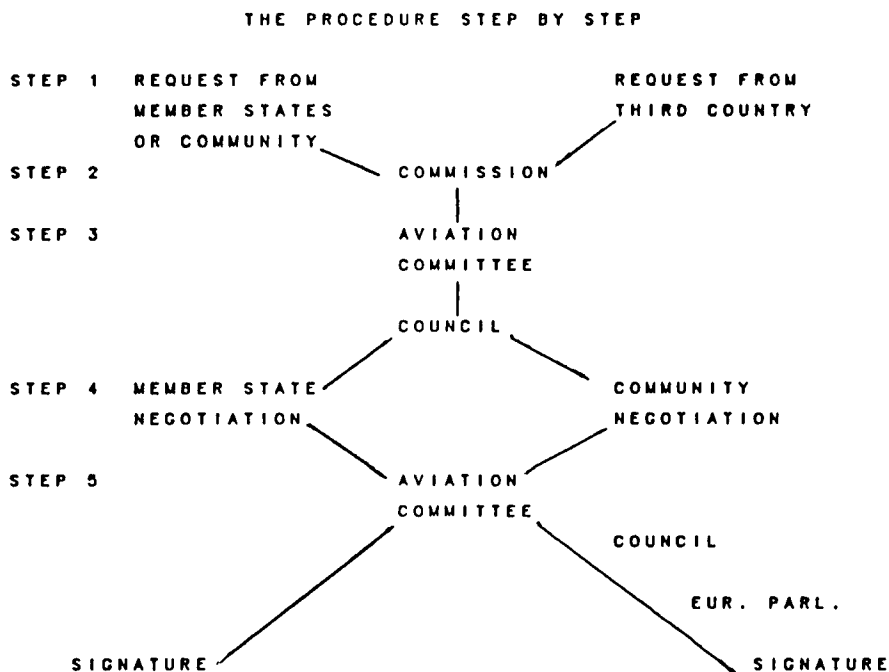 THE PROCEDURE STEP BY STEP
STEP 1 REQUEST FROM REQUEST FROM
MEMBER STATES THIRD COUNTRY
OR COMMUNITY
STEP 2 COMMISSION
STEP 3 AVIATION
COMMITTEE
COUNCIL
STEP 4 MEMBER STATE COMMUNITY
NEGOTIATION NEGOTIATION
STEP 5 AVIATION
COMMITTEE
COUNCIL
EUR. PARL.
SIGNATURE SIGNATURE